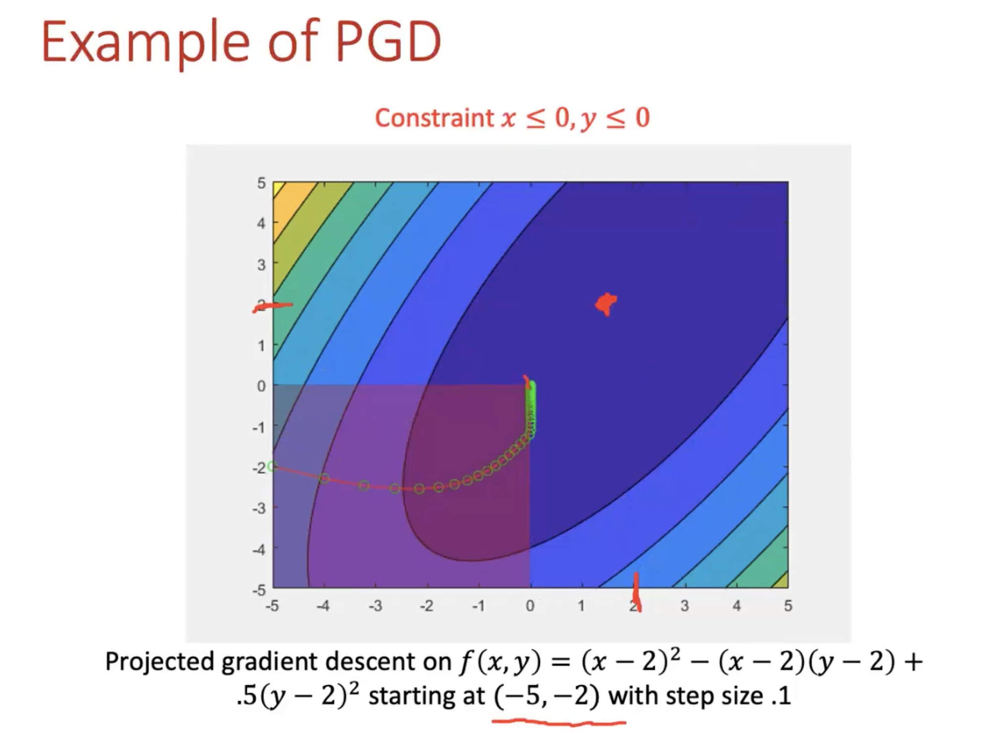 Example of PGD
Constraint x ≤ 0, y ≤ 0
5
4
3
2
1
0
-1
-2
-3
-4
-5
-5 -4 -3 -2 -1 0 1 2 3 4 5
Projected gradient descent on f(x, y) = (x − 2)² − (x − 2)(y − 2) +
.5(y − 2)² starting at (−5, −2) with step size .1